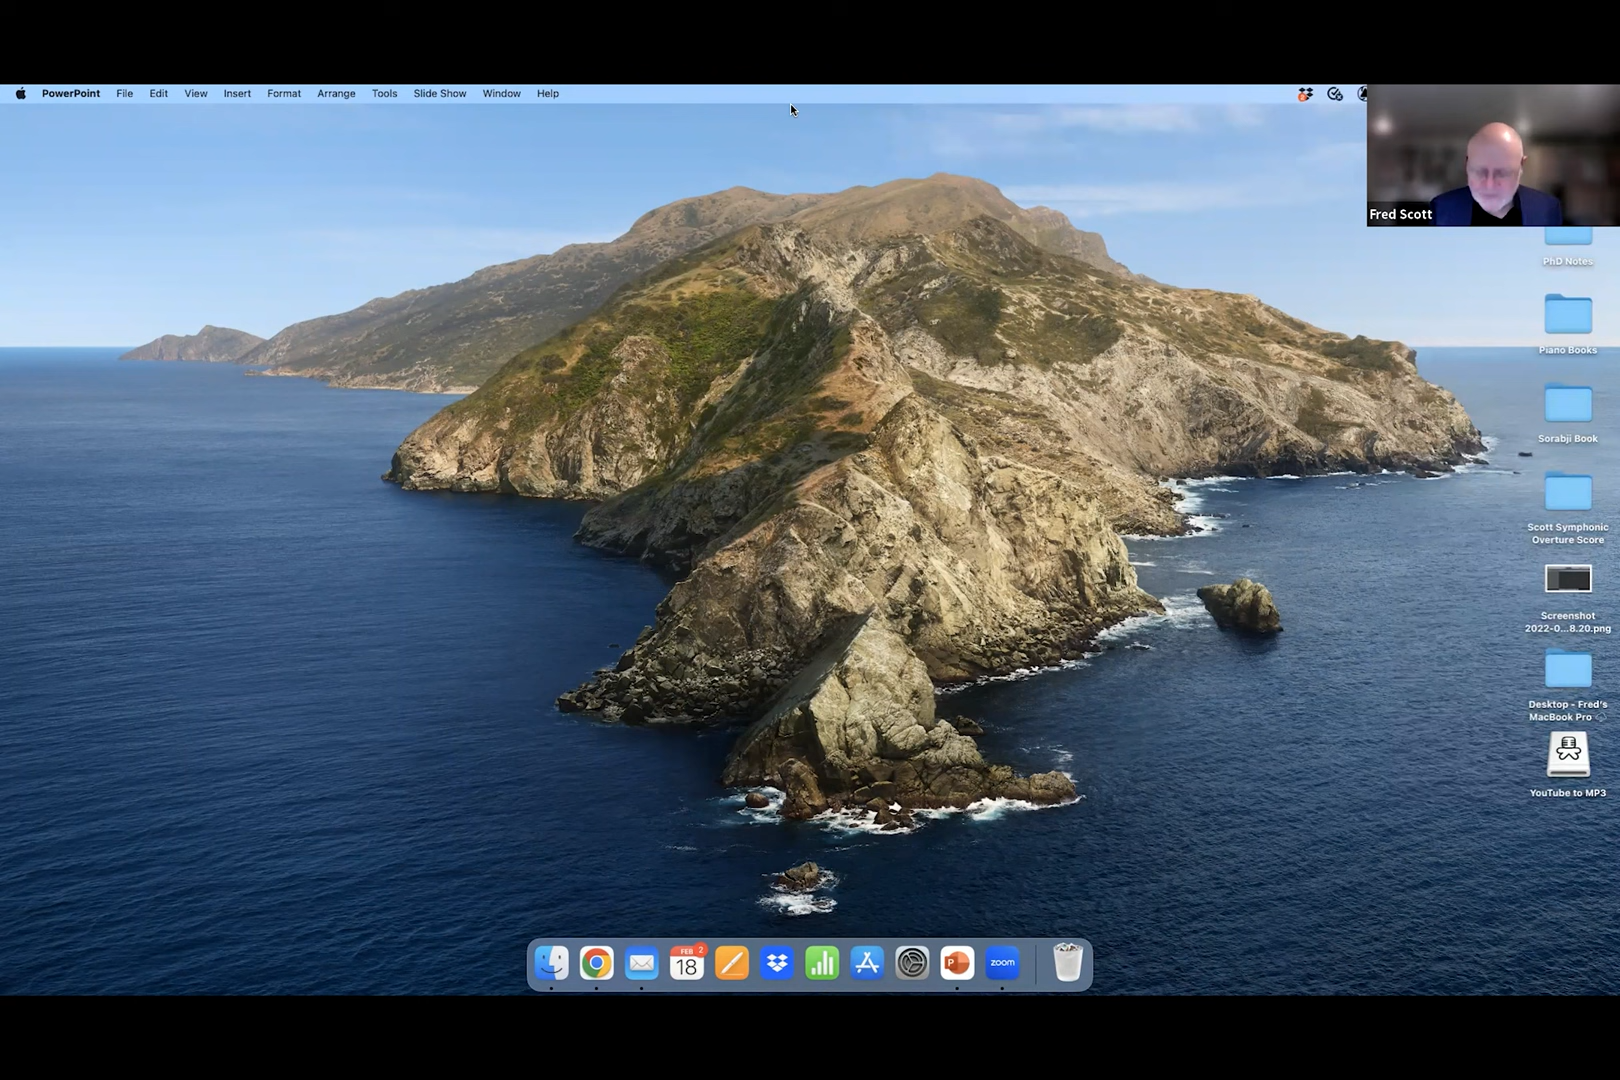 PowerPoint File Edit View Insert Format Arrange Tools Slide Show Window Help
Fred Scott
PhD Notes
Piano Books
Sorabji Book
Scott Symphonic
Overture Score
Screenshot
2022-0...8.20.png
Desktop - Fred's
MacBook Pro
YouTube to MP3
FEB 2
18
P
zoom